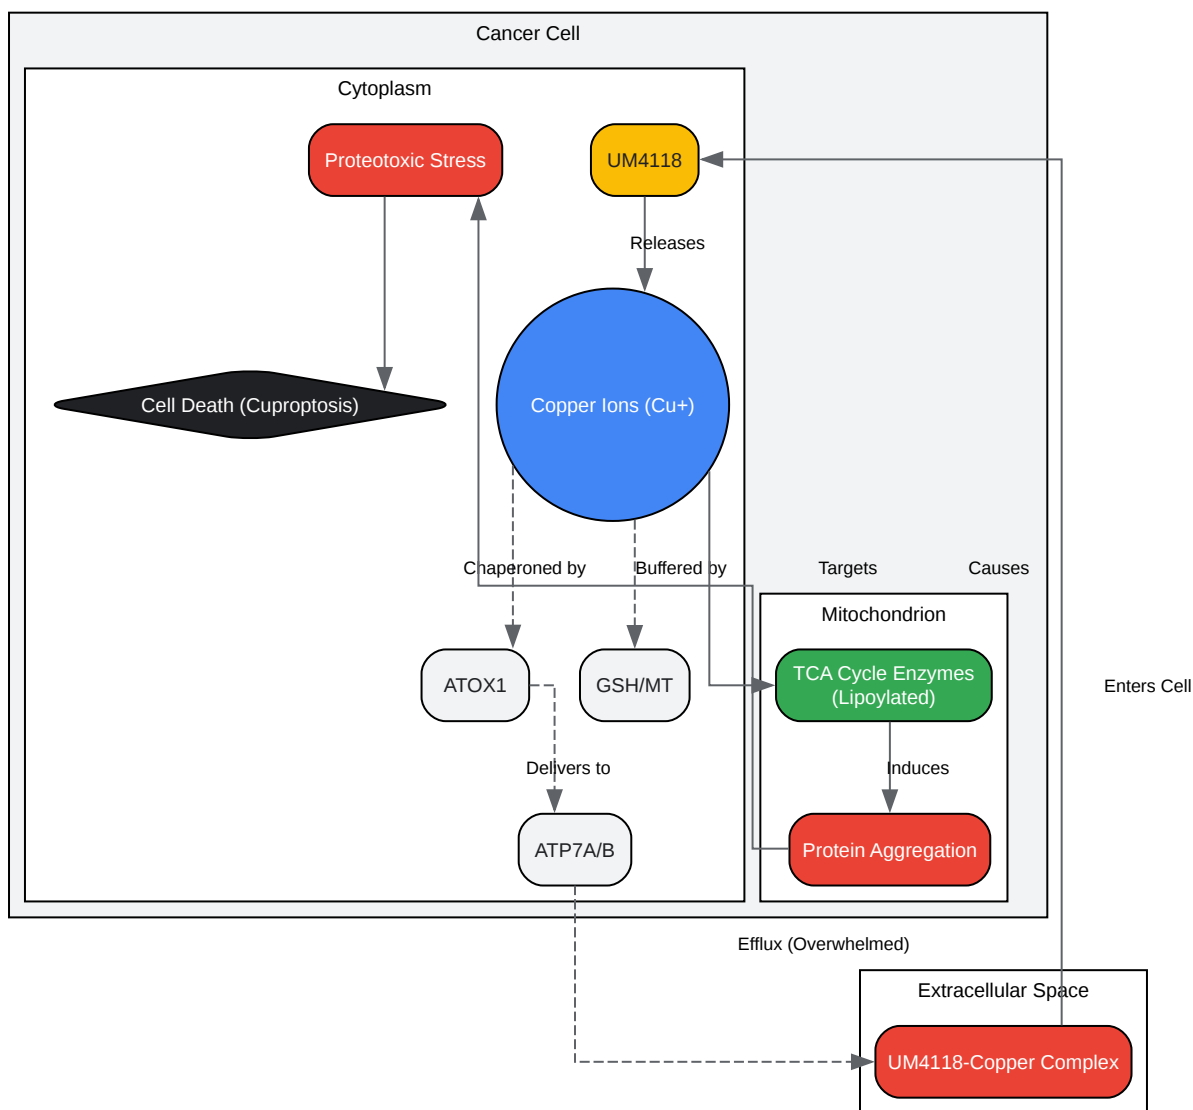 Cancer Cell
Cytoplasm
Proteotoxic Stress
UM4118
Releases
Cell Death (Cuproptosis)
Copper Ions (Cu+)
Chaperoned by
Buffered by
Targets
Causes
Mitochondrion
ATOX1
GSH/MT
TCA Cycle Enzymes
(Lipoylated)
Enters Cell
Delivers to
Induces
ATP7A/B
Protein Aggregation
Efflux (Overwhelmed)
Extracellular Space
UM4118-Copper Complex